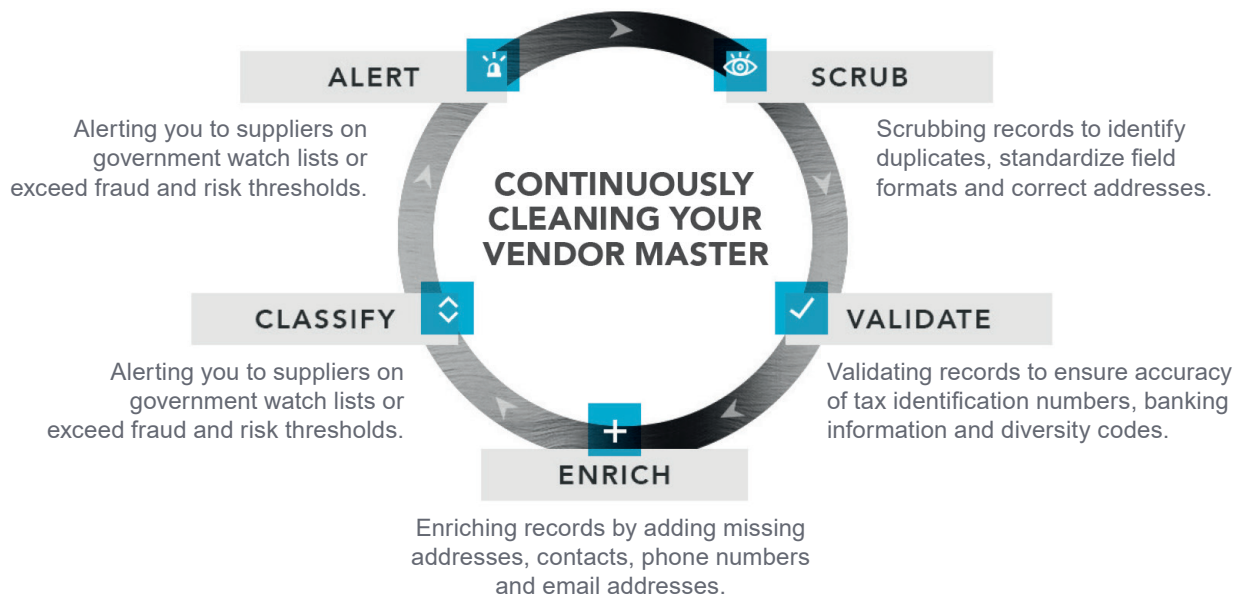 CONTINUOUSLY
CLEANING YOUR
VENDOR MASTER
ALERT
Alerting you to suppliers on
government watch lists or
exceed fraud and risk thresholds.
SCRUB
Scrubbing records to identify
duplicates, standardize field
formats and correct addresses.
CLASSIFY
Alerting you to suppliers on
government watch lists or
exceed fraud and risk thresholds.
VALIDATE
Validating records to ensure accuracy
of tax identification numbers, banking
information and diversity codes.
ENRICH
Enriching records by adding missing
addresses, contacts, phone numbers
and email addresses.